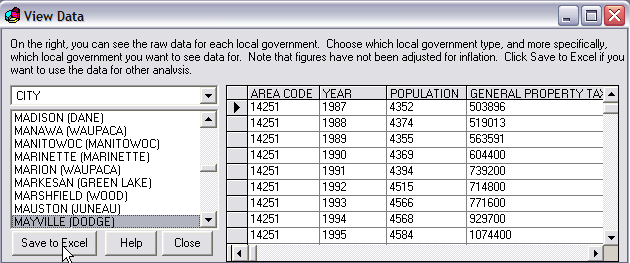 View Data
On the right, you can see the raw data for each local government. Choose which local government type, and more specifically,
which local government you want to see data for. Note that figures have not been adjusted for inflation. Click Save to Excel if you
want to use the data for other analysis.
CITY
MADISON (DANE)
MANAWA (WAUPACA)
MANITOWOC (MANITOWOC)
MARINETTE (MARINETTE)
MARION (WAUPACA)
MARKESAN (GREEN LAKE)
MARSHFIELD (WOOD)
MAUSTON (JUNEAU)
MAYVILLE (DODGE)
Save to Excel Help Close
AREA CODE YEAR POPULATION GENERAL PROPERTY TAX
14251 1987 4352 503896
14251 1988 4374 519013
14251 1989 4355 563591
14251 1990 4369 604400
14251 1991 4394 739200
14251 1992 4515 714800
14251 1993 4566 771600
14251 1994 4568 929700
14251 1995 4584 1074400